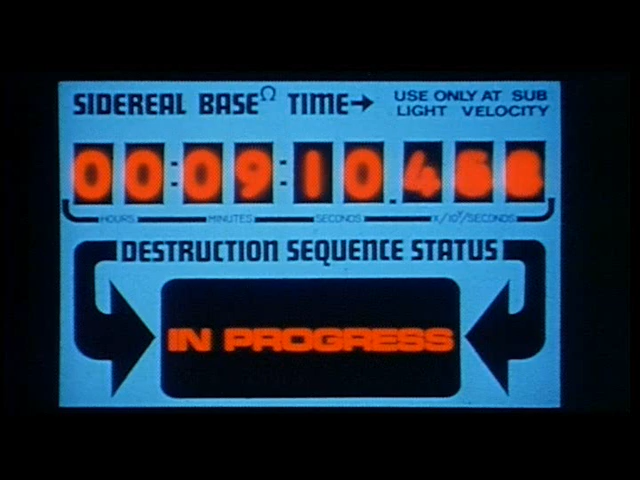 SIDEREAL BASEΩ TIME→
USE ONLY AT SUB
LIGHT VELOCITY
00:09:10.
HOURS MINUTES SECONDS
DESTRUCTION SEQUENCE STATUS
IN PROGRESS